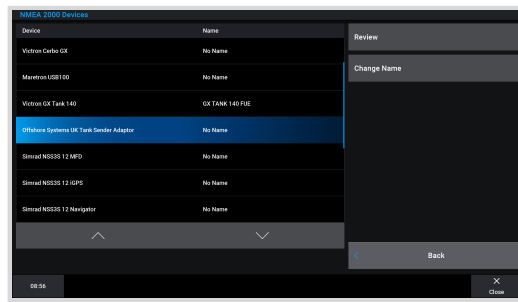 NMEA 2000 Devices
Device Name
Victron Cerbo GX No Name
Maretron USB100 No Name
Victron GX Tank 140 GX TANK 140 FUE
Offshore Systems UK Tank Sender Adaptor No Name
Simrad NSS3S 12 MFD No Name
Simrad NSS3S 12 iGPS No Name
Simrad NSS3S 12 Navigator No Name
Review
Change Name
Back
08:56
Close